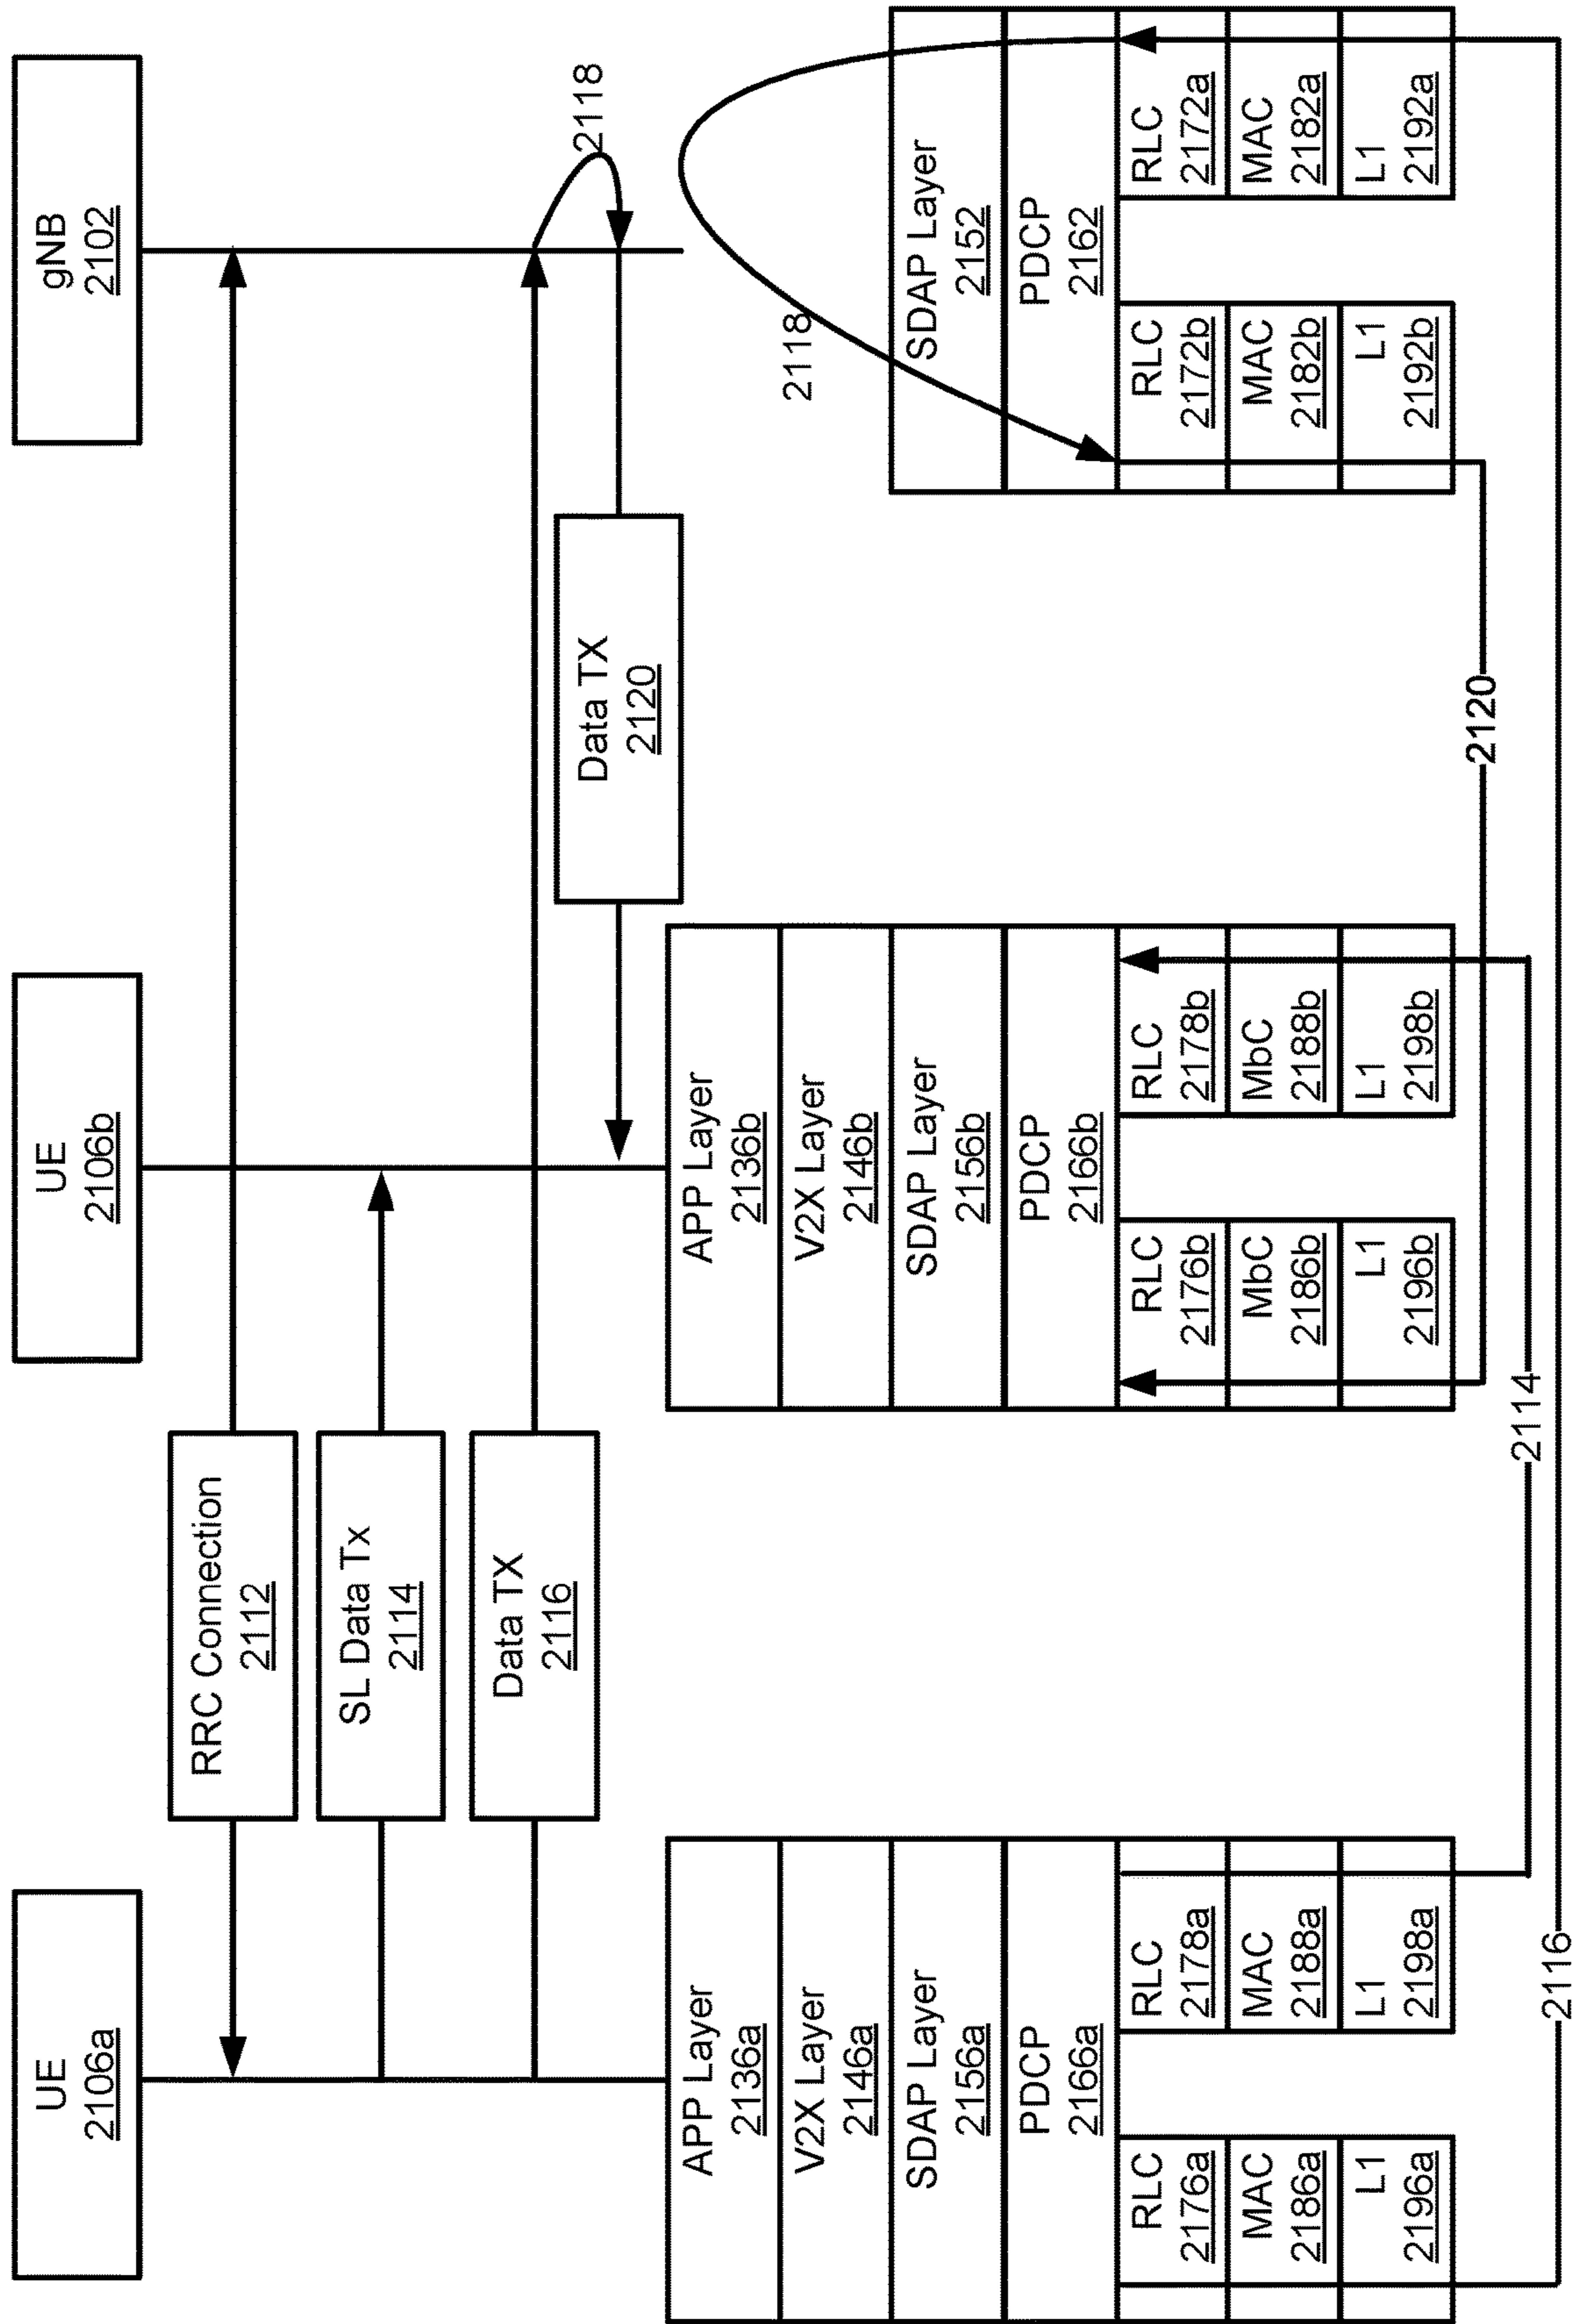 UE
2106a
UE
2106b
gNB
2102
RRC Connection
2112
SL Data Tx
2114
Data TX
2116
2118
Data TX
2120
APP Layer
2136a
V2X Layer
2146a
SDAP Layer
2156a
PDCP
2166a
RLC
2176a
MAC
2186a
L1
2196a
RLC
2178a
MAC
2188a
L1
2198a
APP Layer
2136b
V2X Layer
2146b
SDAP Layer
2156b
PDCP
2166b
RLC
2176b
MbC
2186b
L1
2196b
RLC
2178b
MbC
2188b
L1
2198b
2118
SDAP Layer
2152
PDCP
2162
RLC
2172b
MAC
2182b
L1
2192b
RLC
2172a
MAC
2182a
L1
2192a
2120
2114
2116